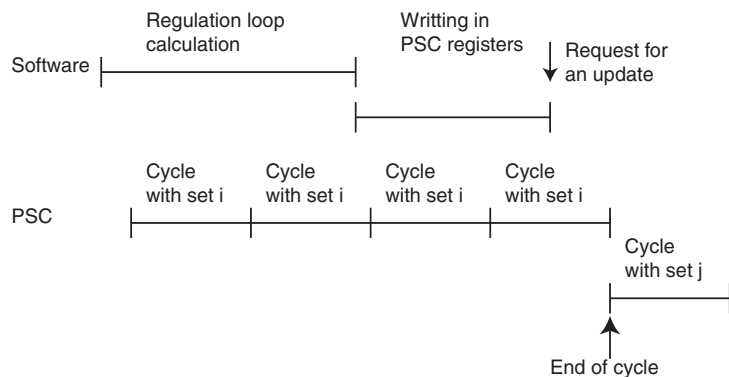 Regulation loop
calculation
Writting in
PSC registers
Software
Request for
an update
Cycle
with set i
Cycle
with set i
Cycle
with set i
Cycle
with set i
PSC
Cycle
with set j
End of cycle